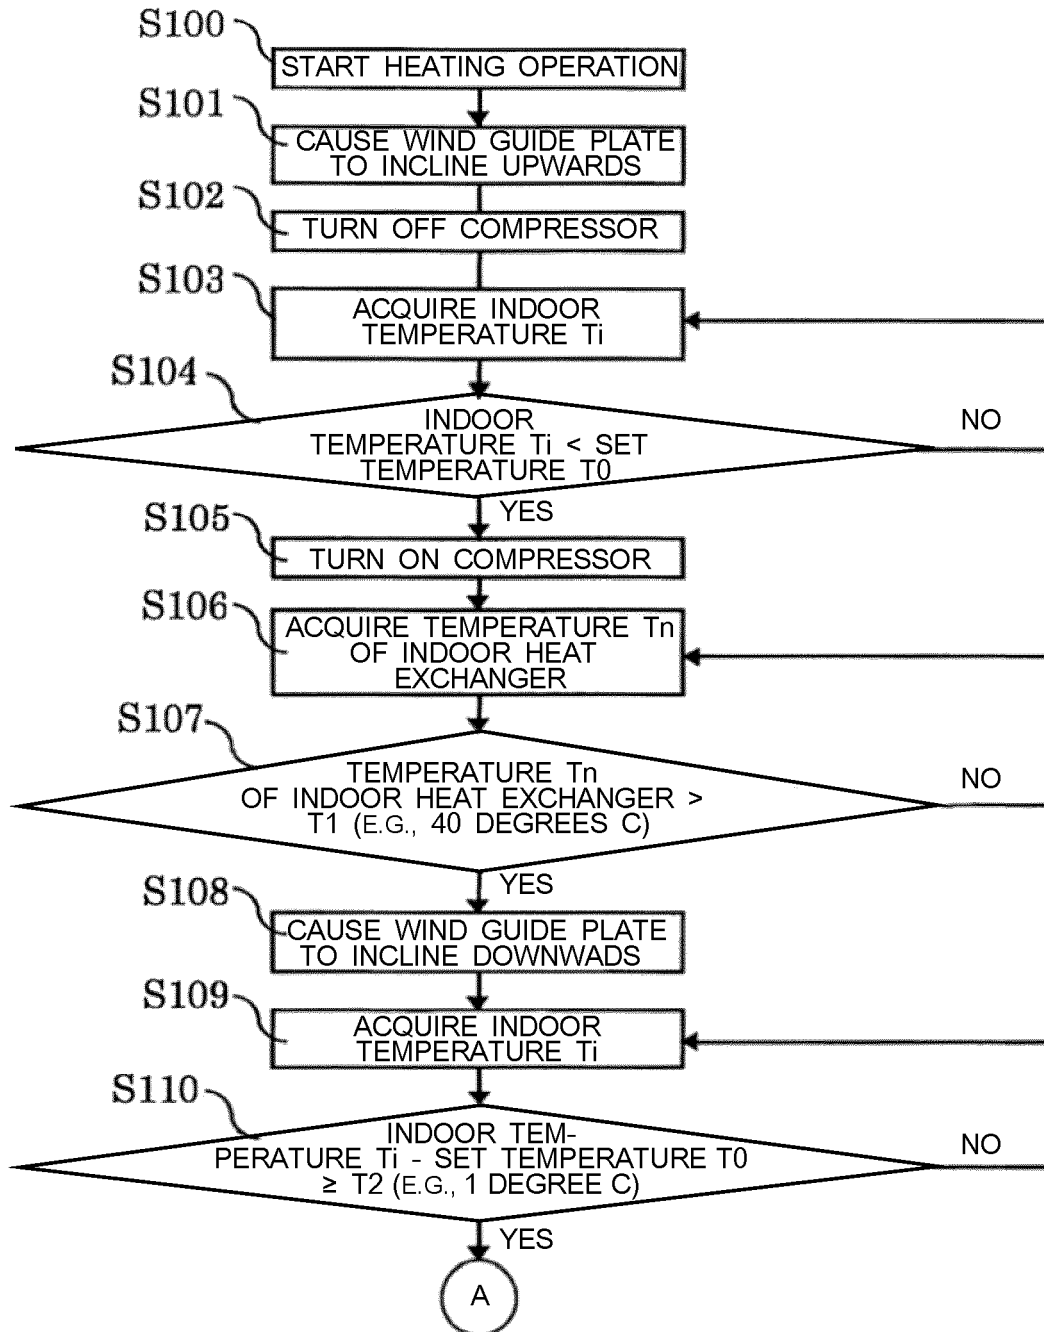 S100
START HEATING OPERATION
S101
CAUSE WIND GUIDE PLATE
TO INCLINE UPWARDS
S102
TURN OFF COMPRESSOR
S103
ACQUIRE INDOOR
TEMPERATURE Ti
S104
INDOOR
TEMPERATURE Ti < SET
TEMPERATURE T0
NO
YES
S105
TURN ON COMPRESSOR
S106
ACQUIRE TEMPERATURE Tn
OF INDOOR HEAT
EXCHANGER
S107
TEMPERATURE Tn
OF INDOOR HEAT EXCHANGER >
T1 (E.G., 40 DEGREES C)
NO
YES
S108
CAUSE WIND GUIDE PLATE
TO INCLINE DOWNWADS
S109
ACQUIRE INDOOR
TEMPERATURE Ti
S110
INDOOR TEM-
PERATURE Ti - SET TEMPERATURE T0
≥ T2 (E.G., 1 DEGREE C)
NO
YES
A